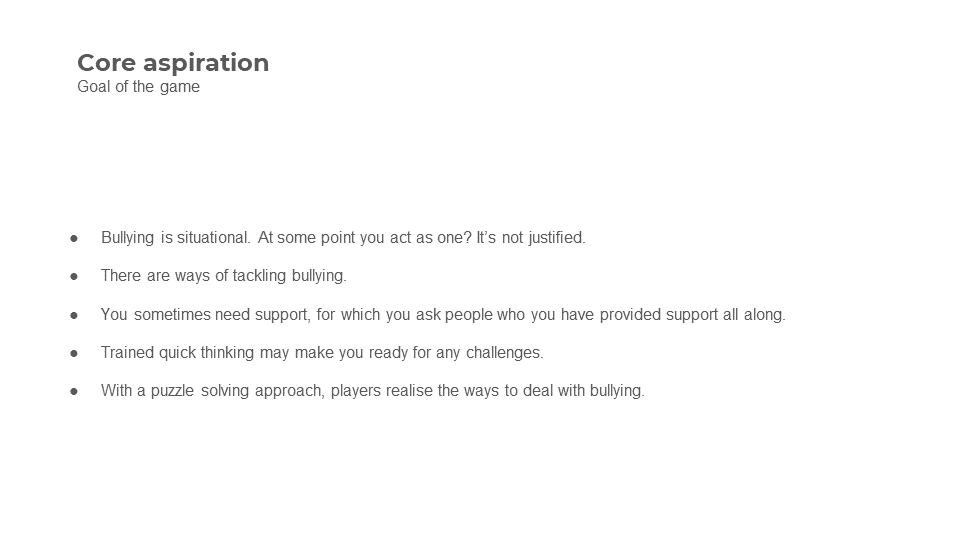 Core aspiration
Goal of the game
● Bullying is situational. At some point you act as one? It’s not justified.
● There are ways of tackling bullying.
● You sometimes need support, for which you ask people who you have provided support all along.
● Trained quick thinking may make you ready for any challenges.
● With a puzzle solving approach, players realise the ways to deal with bullying.